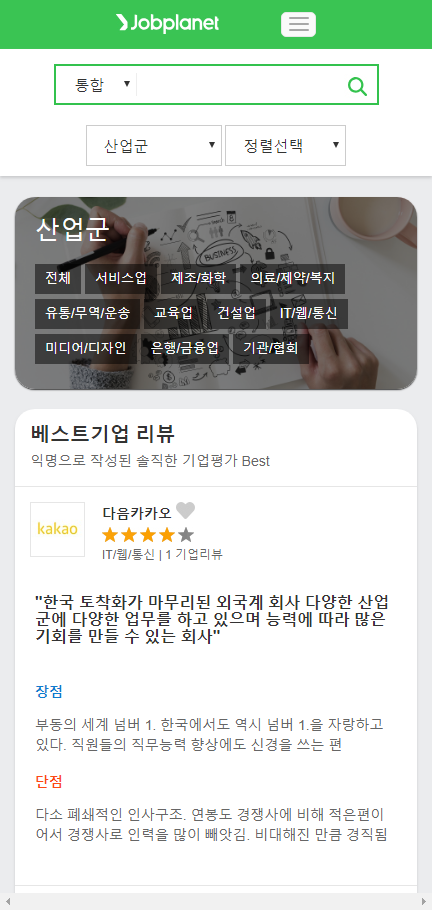 Jobplanet
통합
산업군 정렬선택
산업군
전체 서비스업 제조/화학 의료/제약/복지
유통/무역/운송 교육업 건설업 IT/웹/통신
미디어/디자인 은행/금융업 기관/협회
BUSINESS
베스트기업 리뷰
익명으로 작성된 솔직한 기업평가 Best
kakao
다음카카오
IT/웹/통신 | 1 기업리뷰
"한국 토착화가 마무리된 외국계 회사 다양한 산업
군에 다양한 업무를 하고 있으며 능력에 따라 많은
기회를 만들 수 있는 회사"
장점
부동의 세계 넘버 1. 한국에서도 역시 넘버 1.을 자랑하고
있다. 직원들의 직무능력 향상에도 신경을 쓰는 편
단점
다소 폐쇄적인 인사구조. 연봉도 경쟁사에 비해 적은편이
어서 경쟁사로 인력을 많이 빼앗김. 비대해진 만큼 경직됨